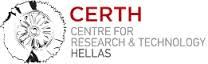 CERTH
CENTRE FOR
RESEARCH & TECHNOLOGY
HELLAS